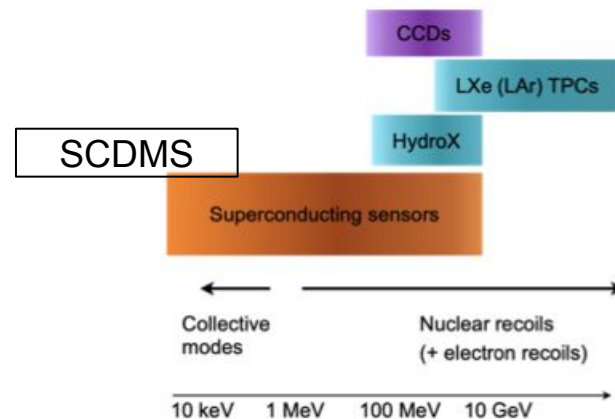 CCDs
LXe (LAr) TPCs
HydroX
SCDMS
Superconducting sensors
Collective
modes
Nuclear recoils
(+ electron recoils)
10 keV 1 MeV 100 MeV 10 GeV